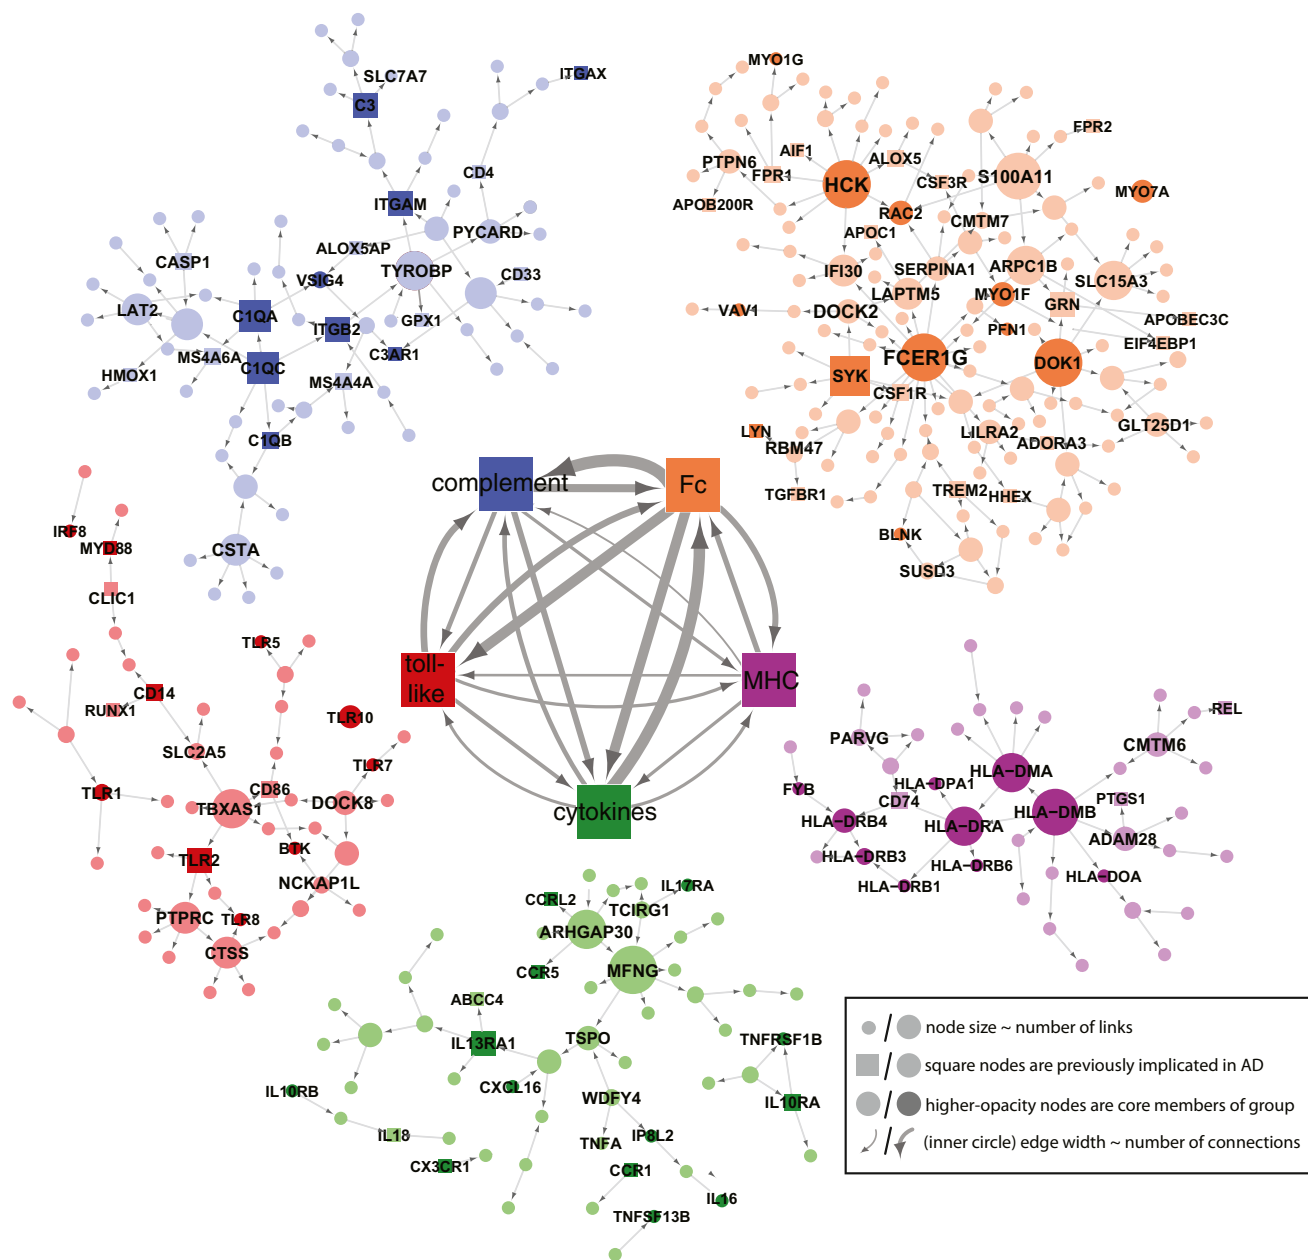 SLC7A7
ITGAX
C3
CD4
ITGAM
PYCARD
ALOX5AP
CASP1
TYROBP
CD33
VSIG4
LAT2
C1QA
GPX1
ITGB2
MS4A6A
C3AR1
C1QC
HMOX1
MS4A4A
C1QB
CSTA
MYO1G
FPR2
AIF1
ALOX5
PTPN6
FPR1
HCK
CSF3R
S100A11
MYO7A
APOB200R
RAC2
CMTM7
APOC1
IFI30
SERPINA1
ARPC1B
SLC15A3
LAPTM5
MYO1F
GRN
VAV1
DOCK2
PFN1
APOBEC3C
EIF4EBP1
FCER1G
DOK1
SYK
CSF1R
LYN
RBM47
LILRA2
ADORA3
GLT25D1
TGFBR1
TREM2
HHEX
BLNK
SUSD3
complement
Fc
toll-
like
MHC
cytokines
IRF8
MYD88
CLIC1
TLR5
CD14
RUNX1
TLR10
SLC2A5
TLR7
TLR1
CD86
TBXAS1
DOCK8
BTK
TLR2
NCKAP1L
PTPRC
TLR8
CTSS
REL
PARVG
CMTM6
HLA-DMA
FYB
HLA-DPA1
CD74
PTGS1
HLA-DRB4
HLA-DRA
HLA-DMB
ADAM28
HLA-DRB3
HLA-DRB6
HLA-DRB1
HLA-DOA
IL17RA
CCRL2
TCIRG1
ARHGAP30
CCR5
MFNG
ABCC4
IL13RA1
TSPO
TNFRSF1B
CXCL16
IL10RB
WDFY4
IL10RA
IL18
TNFA
IP8L2
CX3CR1
CCR1
IL16
TNFSF13B
/ node size ~ number of links
/ square nodes are previously implicated in AD
/ higher-opacity nodes are core members of group
/ (inner circle) edge width ~ number of connections